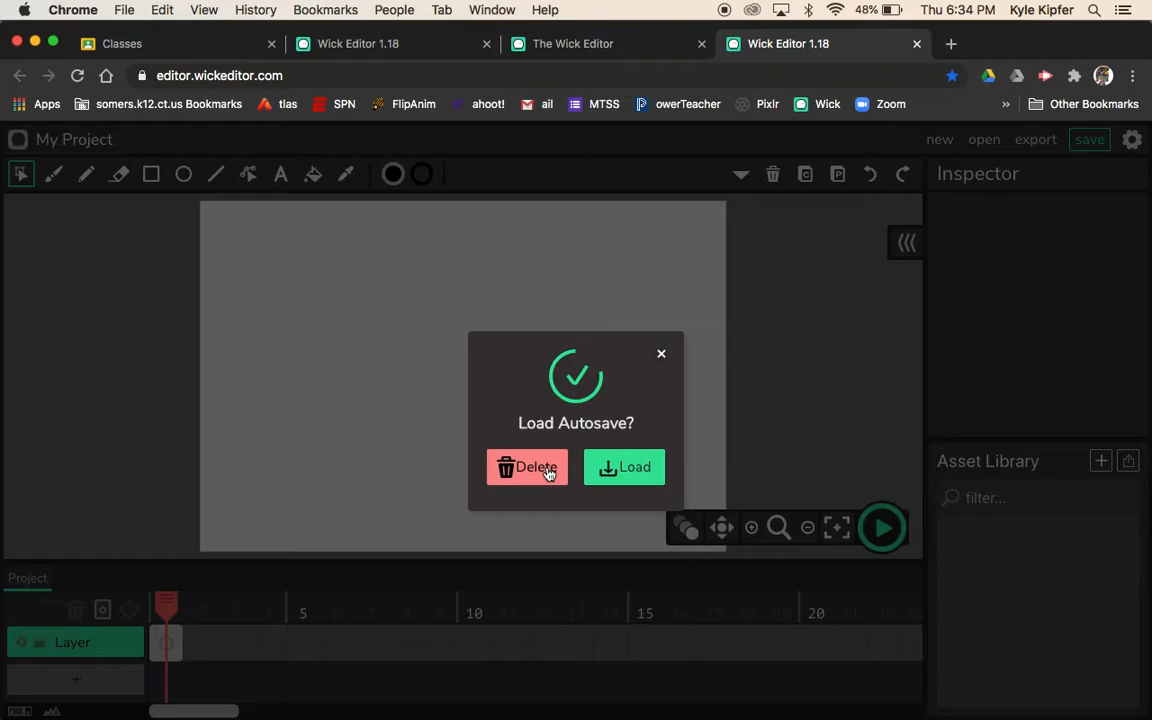 Chrome File Edit View History Bookmarks People Tab Window Help 48% Thu 6:34 PM Kyle Kipfer
Classes Wick Editor 1.18 The Wick Editor Wick Editor 1.18
editor.wickeditor.com
Apps somers.k12.ct.us Bookmarks tlas SPN FlipAnim ahoot! ail MTSS owerTeacher Pixlr Wick Zoom » Other Bookmarks
My Project new open export save
Inspector
Load Autosave?
Delete Load
Asset Library
filter...
Project
5 10 15 20
Layer